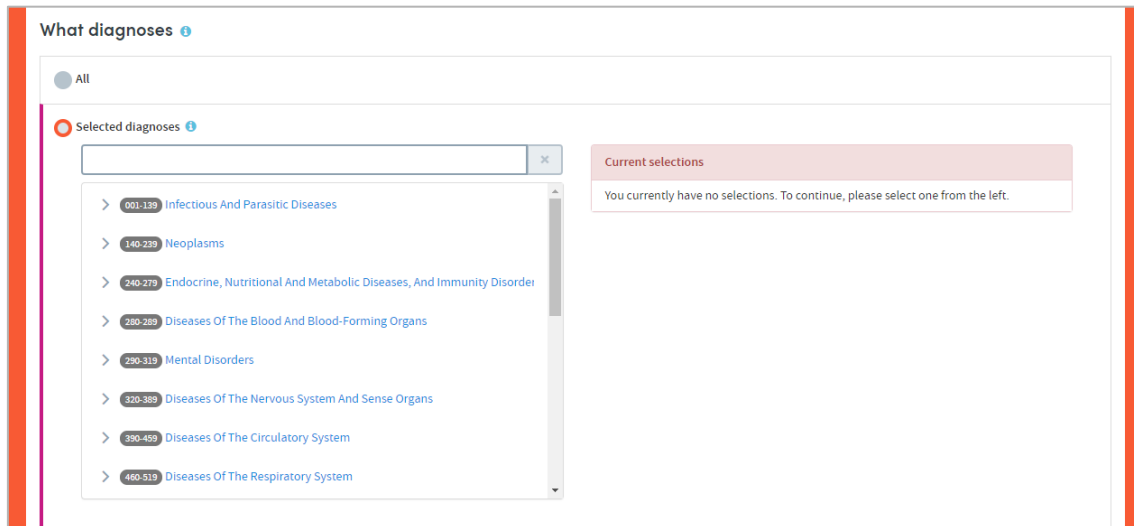 What diagnoses
All
Selected diagnoses
Current selections
You currently have no selections. To continue, please select one from the left.
001-139 Infectious And Parasitic Diseases
140-239 Neoplasms
240-279 Endocrine, Nutritional And Metabolic Diseases, And Immunity Disorder
280-289 Diseases Of The Blood And Blood-Forming Organs
290-319 Mental Disorders
320-389 Diseases Of The Nervous System And Sense Organs
390-459 Diseases Of The Circulatory System
460-519 Diseases Of The Respiratory System